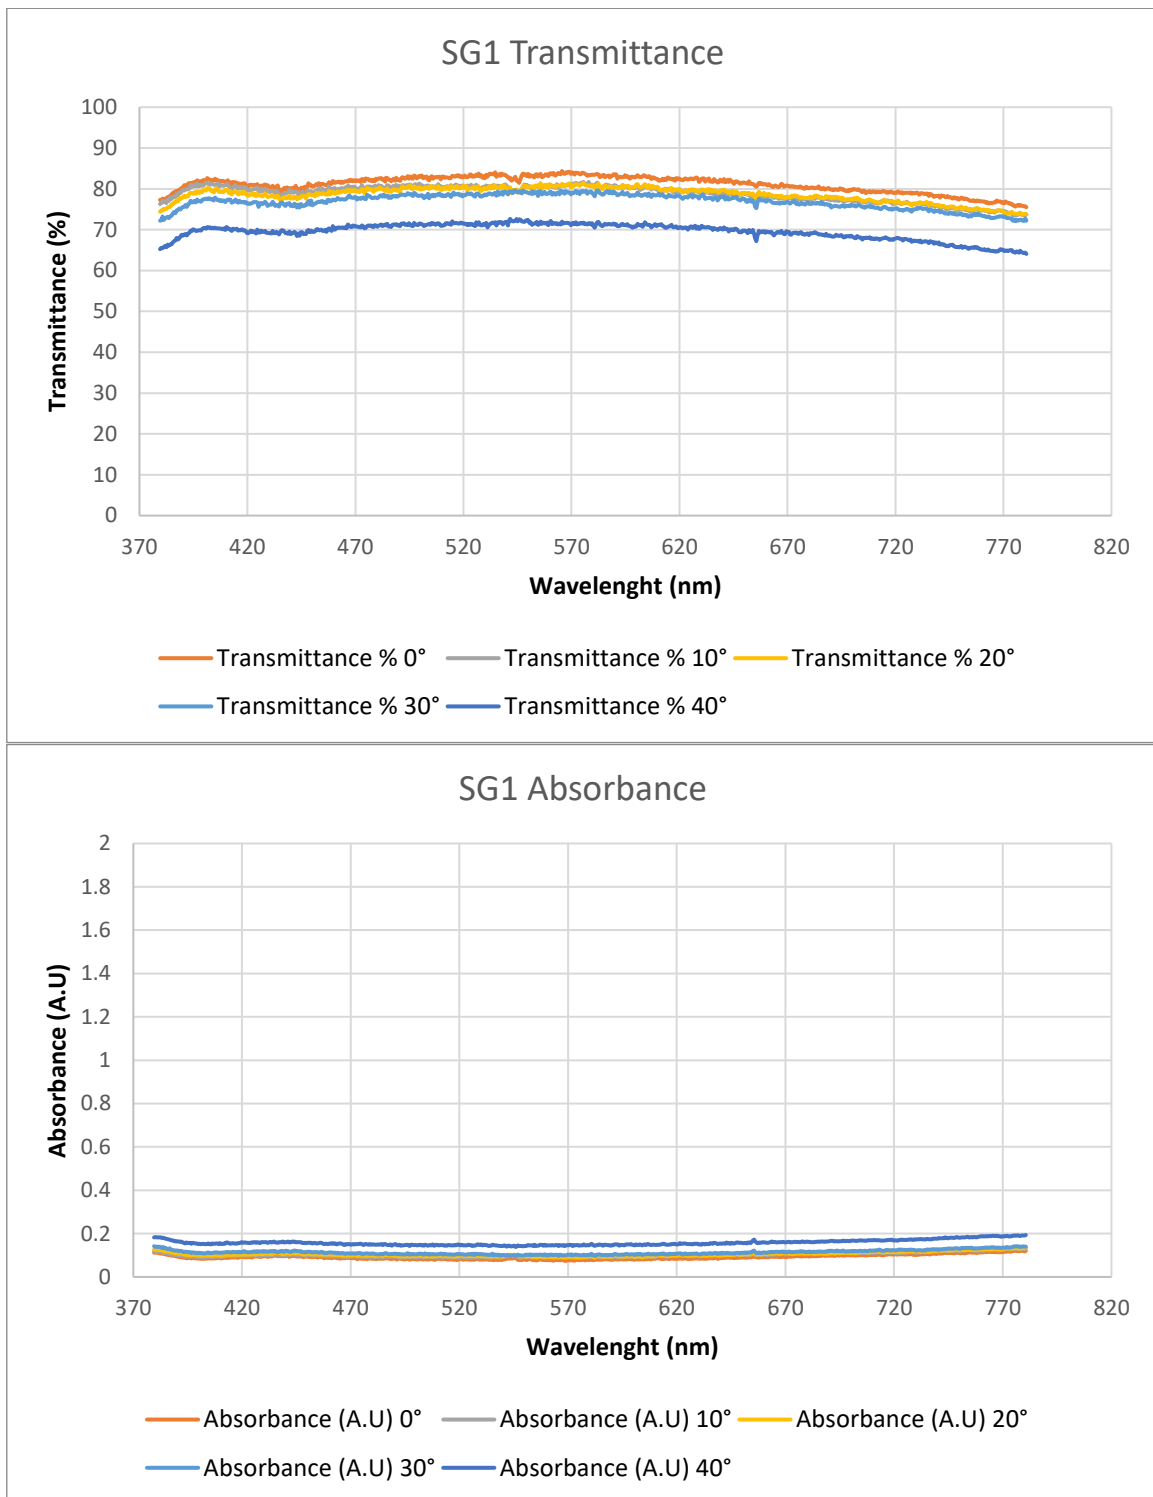 SG1 Transmittance
100
90
80
70
60
50
40
30
20
10
0
Transmittance (%)
370 420 470 520 570 620 670 720 770 820
Wavelenght (nm)
Transmittance % 0° Transmittance % 10° Transmittance % 20°
Transmittance % 30° Transmittance % 40°
SG1 Absorbance
2
1.8
1.6
1.4
1.2
1
0.8
0.6
0.4
0.2
0
Absorbance (A.U)
370 420 470 520 570 620 670 720 770 820
Wavelenght (nm)
Absorbance (A.U) 0° Absorbance (A.U) 10° Absorbance (A.U) 20°
Absorbance (A.U) 30° Absorbance (A.U) 40°